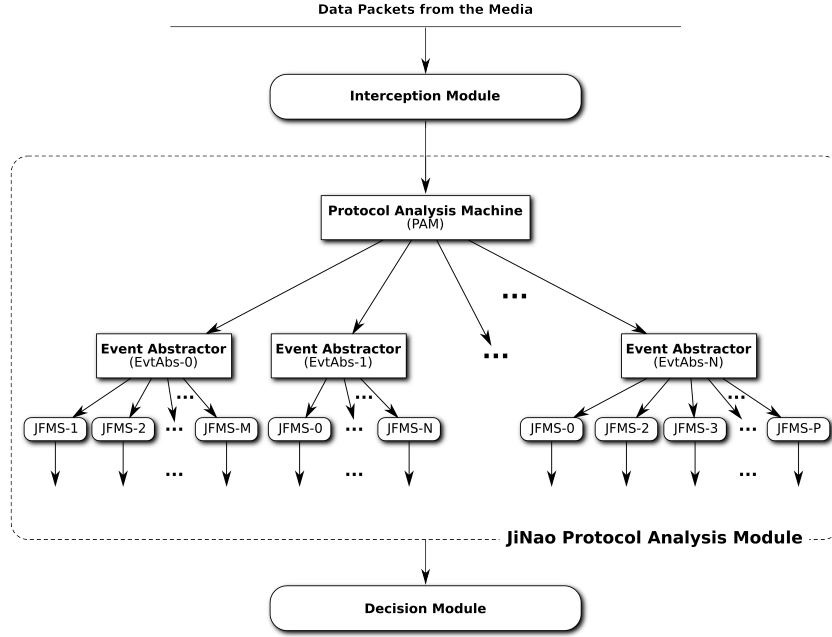 Data Packets from the Media
Interception Module
Protocol Analysis Machine
(PAM)
...
Event Abstractor
(EvtAbs-0)
Event Abstractor
(EvtAbs-1)
...
Event Abstractor
(EvtAbs-N)
... ... ...
JFMS-1 JFMS-2 ... JFMS-M JFMS-0 ... JFMS-N JFMS-0 JFMS-2 JFMS-3 ... JFMS-P
... ... ...
JiNao Protocol Analysis Module
Decision Module